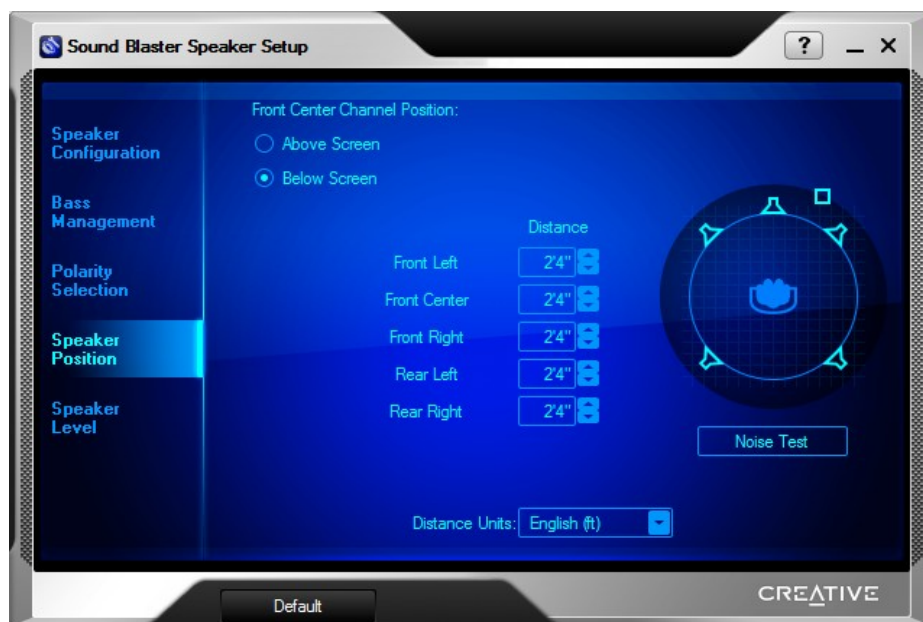 Sound Blaster Speaker Setup
?
Speaker
Configuration
Bass
Management
Polarity
Selection
Speaker
Position
Speaker
Level
Front Center Channel Position:
Above Screen
Below Screen
Distance
Front Left 2'4"
Front Center 2'4"
Front Right 2'4"
Rear Left 2'4"
Rear Right 2'4"
Noise Test
Distance Units: English (ft)
Default
CREATIVE